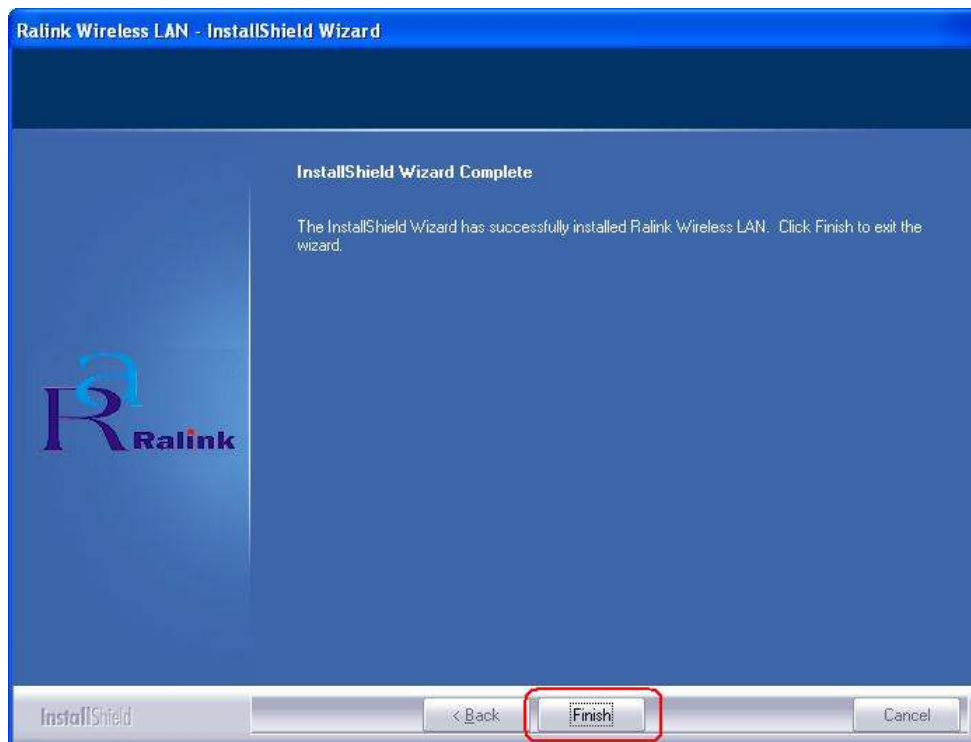 Ralink Wireless LAN - InstallShield Wizard
InstallShield Wizard Complete
The InstallShield Wizard has successfully installed Ralink Wireless LAN. Click Finish to exit the
wizard.
Ra
Ralink
InstallShield
< Back
Finish
Cancel